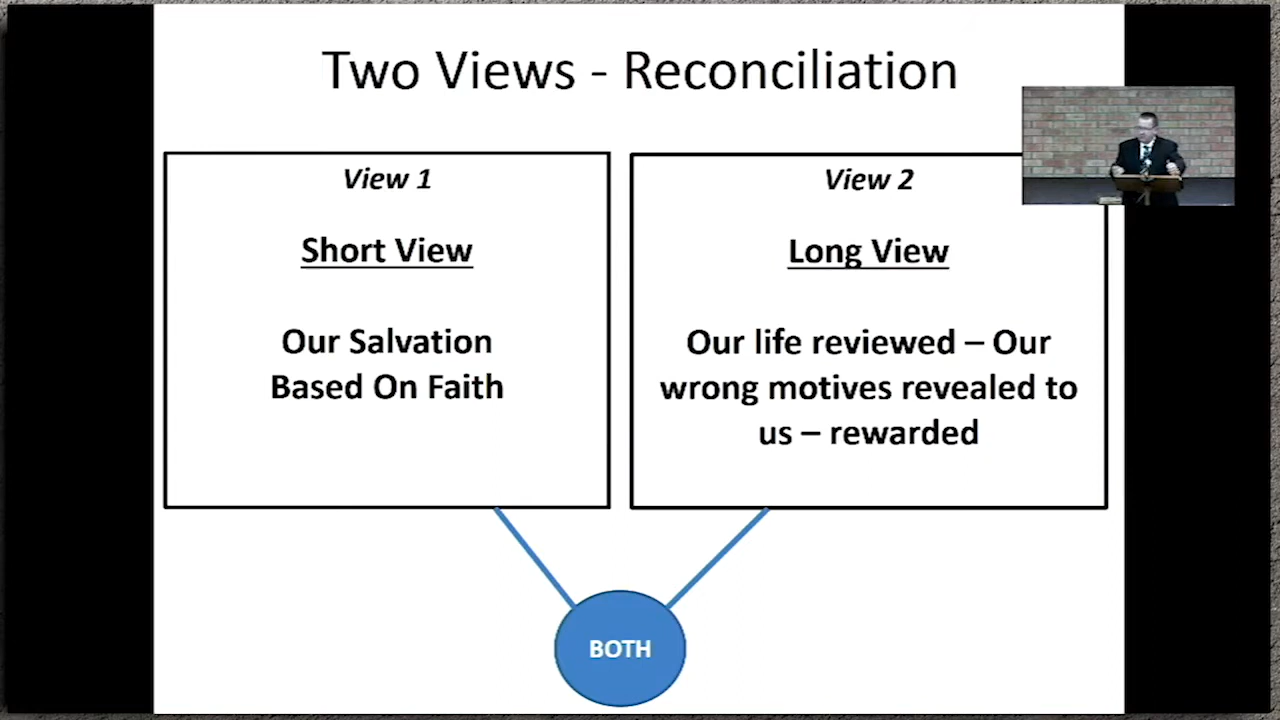 Two Views - Reconciliation
View 1
Short View
Our Salvation
Based On Faith
View 2
Long View
Our life reviewed – Our
wrong motives revealed to
us – rewarded
BOTH